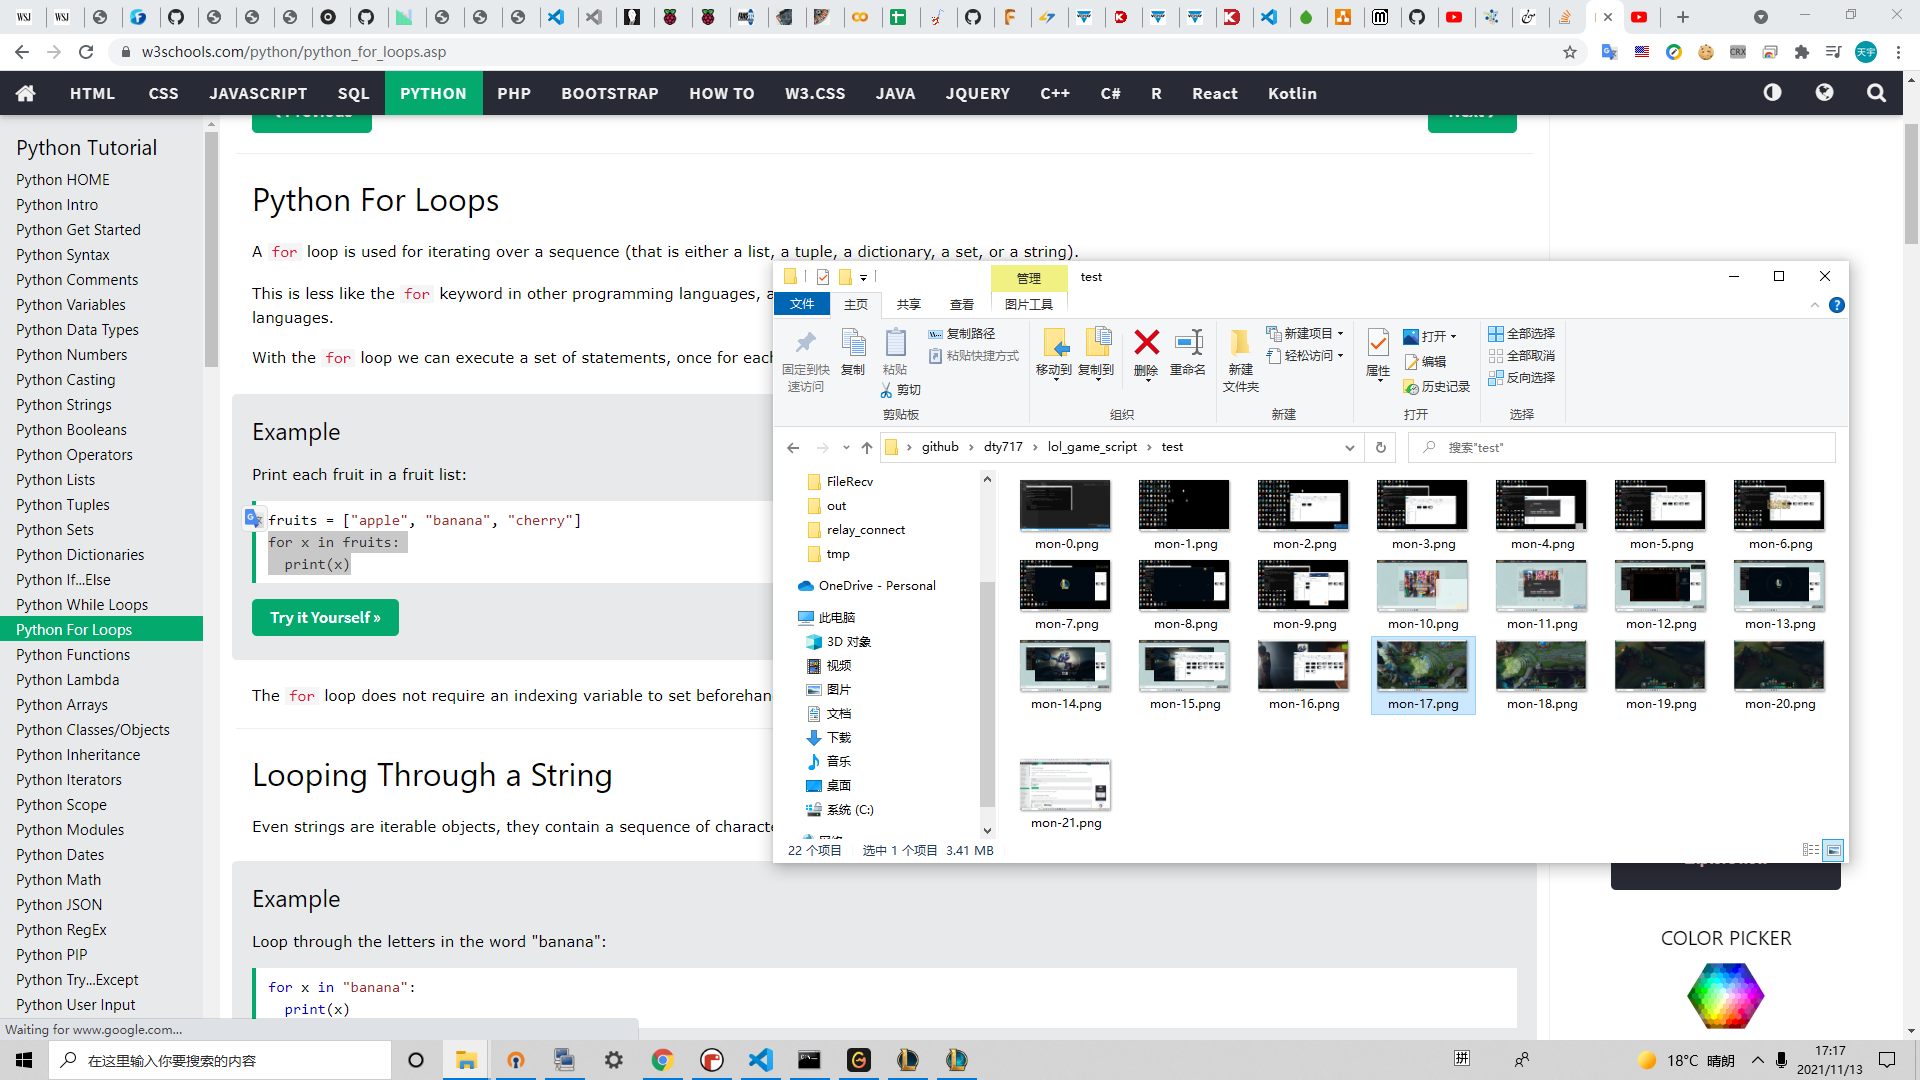 w3schools.com/python/python_for_loops.asp
HTML
CSS
JAVASCRIPT
SQL
PYTHON
PHP
BOOTSTRAP
HOW TO
W3.CSS
JAVA
JQUERY
C++
C#
R
React
Kotlin
Python Tutorial
Python HOME
Python Intro
Python Get Started
Python Syntax
Python Comments
Python Variables
Python Data Types
Python Numbers
Python Casting
Python Strings
Python Booleans
Python Operators
Python Lists
Python Tuples
Python Sets
Python Dictionaries
Python If...Else
Python While Loops
Python For Loops
Python Functions
Python Lambda
Python Arrays
Python Classes/Objects
Python Inheritance
Python Iterators
Python Scope
Python Modules
Python Dates
Python Math
Python JSON
Python RegEx
Python PIP
Python Try...Except
Python User Input
Waiting for www.google.com...
Python For Loops
A for loop is used for iterating over a sequence (that is either a list, a tuple, a dictionary, a set, or a string).
This is less like the for keyword in other programming languages, a
languages.
With the for loop we can execute a set of statements, once for each
Example
Print each fruit in a fruit list:
fruits = ["apple", "banana", "cherry"]
for x in fruits:
print(x)
Try it Yourself »
The for loop does not require an indexing variable to set beforehan
Looping Through a String
Even strings are iterable objects, they contain a sequence of characte
Example
Loop through the letters in the word "banana":
for x in "banana":
print(x)
COLOR PICKER
管理
test
文件
主页
共享
查看
图片工具
固定到快
速访问
复制
粘贴
复制路径
粘贴快捷方式
剪切
剪贴板
移动到
复制到
删除
重命名
组织
新建
文件夹
新建项目
轻松访问
新建
属性
打开
编辑
历史记录
打开
全部选择
全部取消
反向选择
选择
github
dty717
lol_game_script
test
搜索"test"
FileRecv
out
relay_connect
tmp
OneDrive - Personal
此电脑
3D 对象
视频
图片
文档
下载
音乐
桌面
系统 (C:)
mon-0.png
mon-1.png
mon-2.png
mon-3.png
mon-4.png
mon-5.png
mon-6.png
mon-7.png
mon-8.png
mon-9.png
mon-10.png
mon-11.png
mon-12.png
mon-13.png
mon-14.png
mon-15.png
mon-16.png
mon-17.png
mon-18.png
mon-19.png
mon-20.png
mon-21.png
22 个项目
选中 1 个项目 3.41 MB
在这里输入你要搜索的内容
拼
18°C 晴朗
17:17
2021/11/13